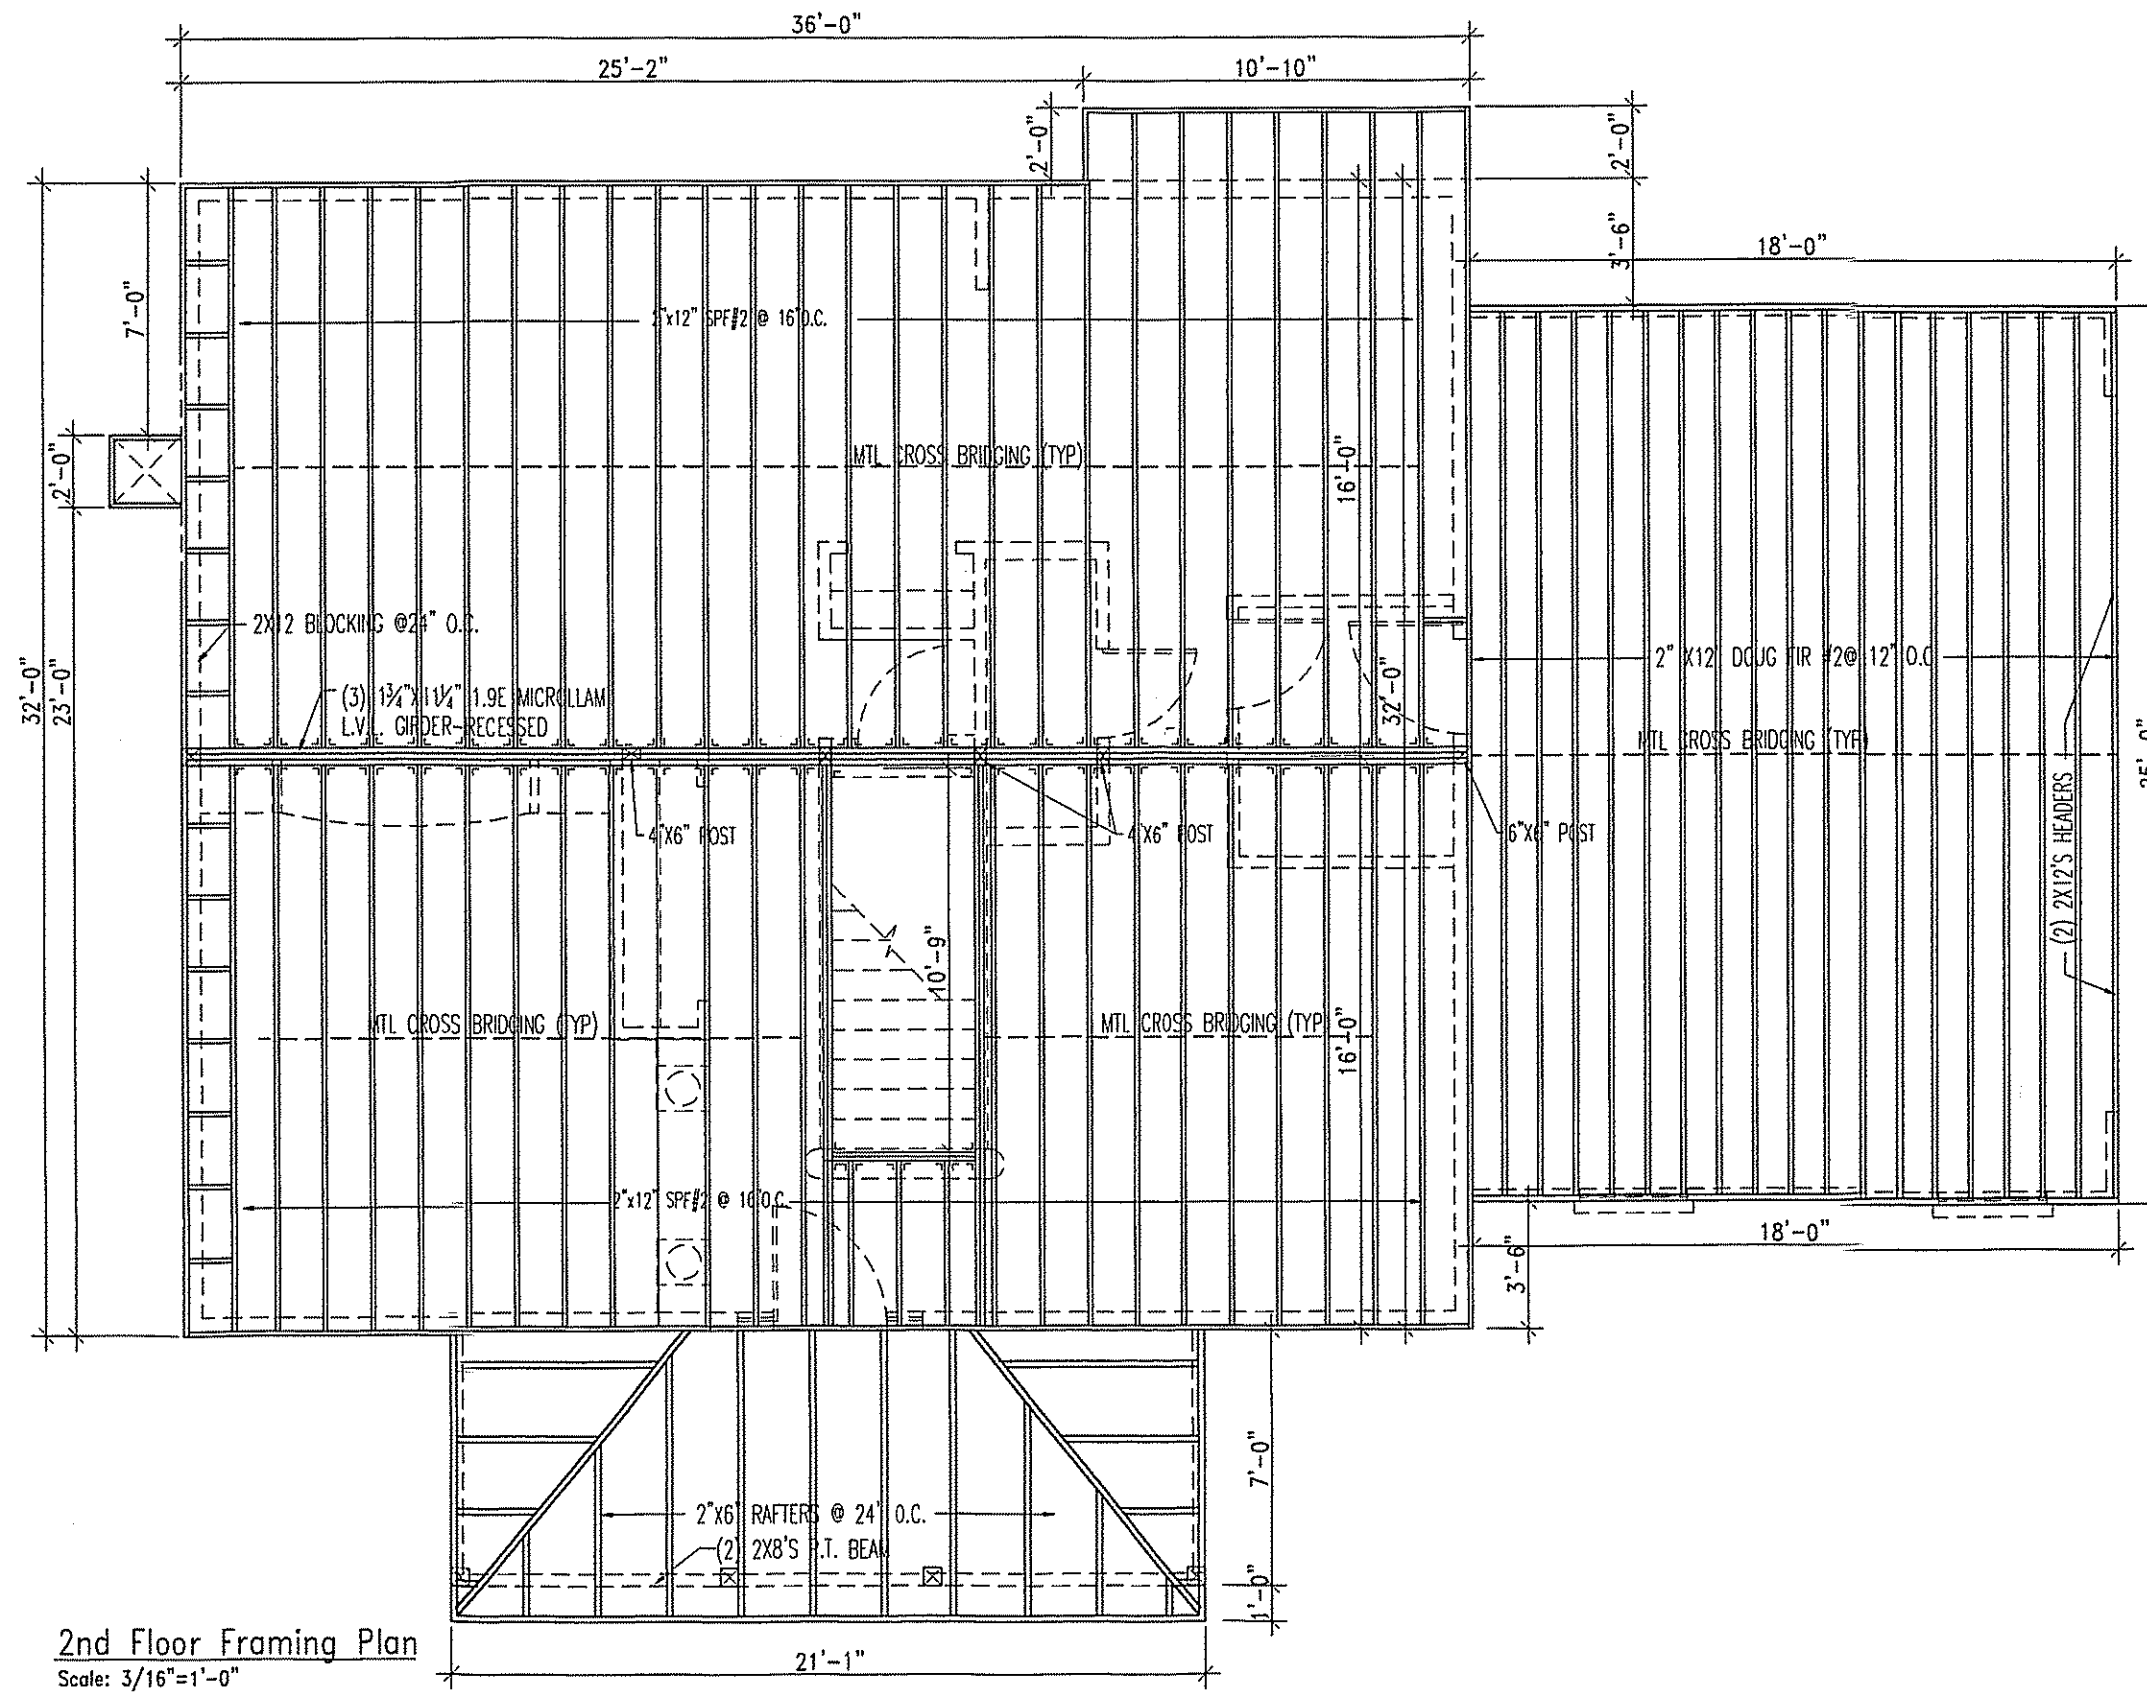 36'-0"
25'-2"
10'-10"
2'-0"
2'-0"
3'-6"
18'-0"
7'-0"
2'-0"
32'-0"
23'-0"
2"x12" SPF#2 @ 16"O.C.
MTL CROSS BRIDGING (TYP)
16'-0"
2X12 BLOCKING @24" O.C.
(3) 1¾"X11¼" 1.9E MICROLLAM
L.V.L. GIRDER-RECESSED
32'-0"
2" X12" DOUG FIR #2@ 12" O.C
MTL CROSS BRIDGING (TYP)
(2) 2X12'S HEADERS
25'-0"
4"X6" POST
4"X6" POST
6"X6" POST
10'-9"
MTL CROSS BRIDGING (TYP)
MTL CROSS BRIDGING (TYP
16'-0"
2"x12" SPF#2 @ 16"O.C.
18'-0"
3'-6"
7'-0"
2"X6" RAFTERS @ 24" O.C.
(2) 2X8'S P.T. BEAM
1'-0"
21'-1"
2nd Floor Framing Plan
Scale: 3/16"=1'-0"